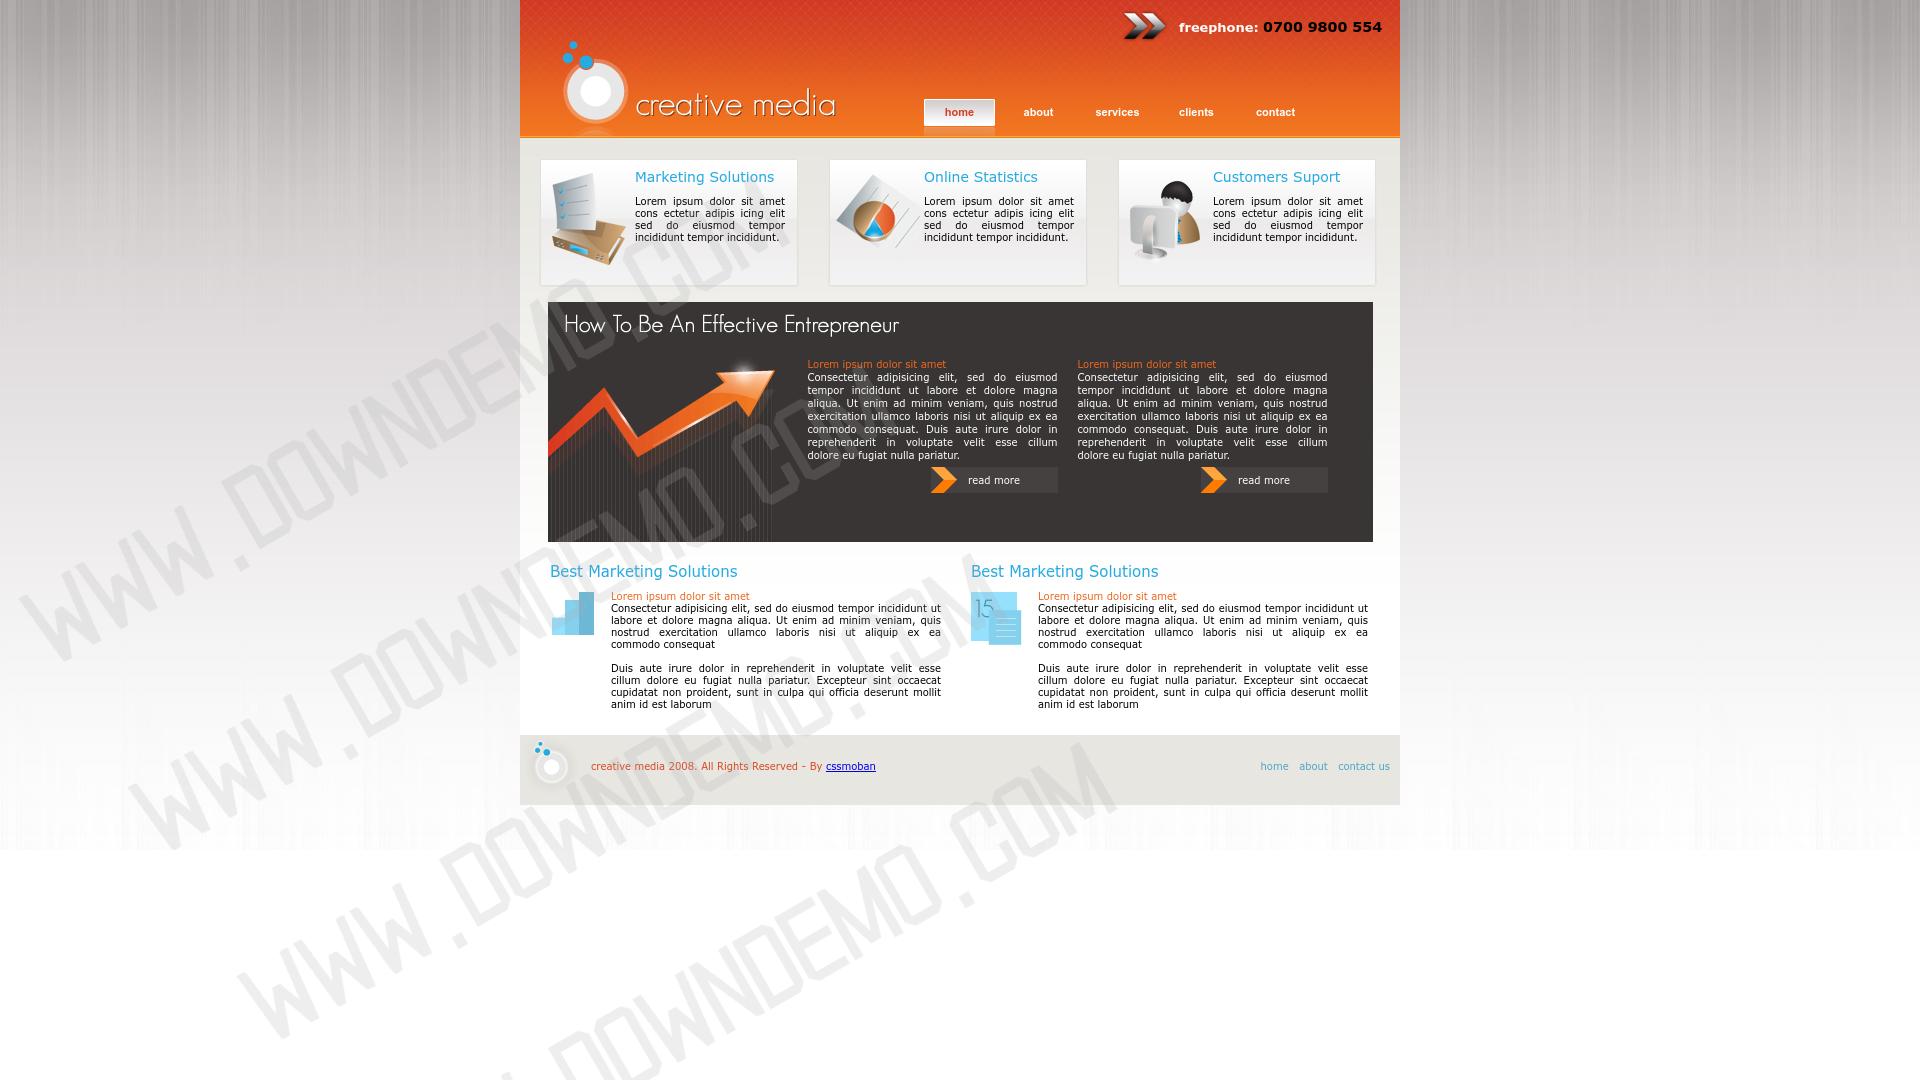 freephone: 0700 9800 554
creative media
home about services clients contact
Marketing Solutions
Lorem ipsum dolor sit amet
cons ectetur adipis icing elit
sed do eiusmod tempor
incididunt tempor incididunt.
Online Statistics
Lorem ipsum dolor sit amet
cons ectetur adipis icing elit
sed do eiusmod tempor
incididunt tempor incididunt.
Customers Suport
Lorem ipsum dolor sit amet
cons ectetur adipis icing elit
sed do eiusmod tempor
incididunt tempor incididunt.
How To Be An Effective Entrepreneur
Lorem ipsum dolor sit amet
Consectetur adipisicing elit, sed do eiusmod
tempor incididunt ut labore et dolore magna
aliqua. Ut enim ad minim veniam, quis nostrud
exercitation ullamco laboris nisi ut aliquip ex ea
commodo consequat. Duis aute irure dolor in
reprehenderit in voluptate velit esse cillum
dolore eu fugiat nulla pariatur.
read more
Lorem ipsum dolor sit amet
Consectetur adipisicing elit, sed do eiusmod
tempor incididunt ut labore et dolore magna
aliqua. Ut enim ad minim veniam, quis nostrud
exercitation ullamco laboris nisi ut aliquip ex ea
commodo consequat. Duis aute irure dolor in
reprehenderit in voluptate velit esse cillum
dolore eu fugiat nulla pariatur.
read more
Best Marketing Solutions
Lorem ipsum dolor sit amet
Consectetur adipisicing elit, sed do eiusmod tempor incididunt ut
labore et dolore magna aliqua. Ut enim ad minim veniam, quis
nostrud exercitation ullamco laboris nisi ut aliquip ex ea
commodo consequat
Duis aute irure dolor in reprehenderit in voluptate velit esse
cillum dolore eu fugiat nulla pariatur. Excepteur sint occaecat
cupidatat non proident, sunt in culpa qui officia deserunt mollit
anim id est laborum
Best Marketing Solutions
15
Lorem ipsum dolor sit amet
Consectetur adipisicing elit, sed do eiusmod tempor incididunt ut
labore et dolore magna aliqua. Ut enim ad minim veniam, quis
nostrud exercitation ullamco laboris nisi ut aliquip ex ea
commodo consequat
Duis aute irure dolor in reprehenderit in voluptate velit esse
cillum dolore eu fugiat nulla pariatur. Excepteur sint occaecat
cupidatat non proident, sunt in culpa qui officia deserunt mollit
anim id est laborum
creative media 2008. All Rights Reserved - By cssmoban
home about contact us
WWW.DOWNDEMO.COM
WWW.DOWNDEMO.COM
WWW.DOWNDEMO.COM
.DOWNDEMO.COM